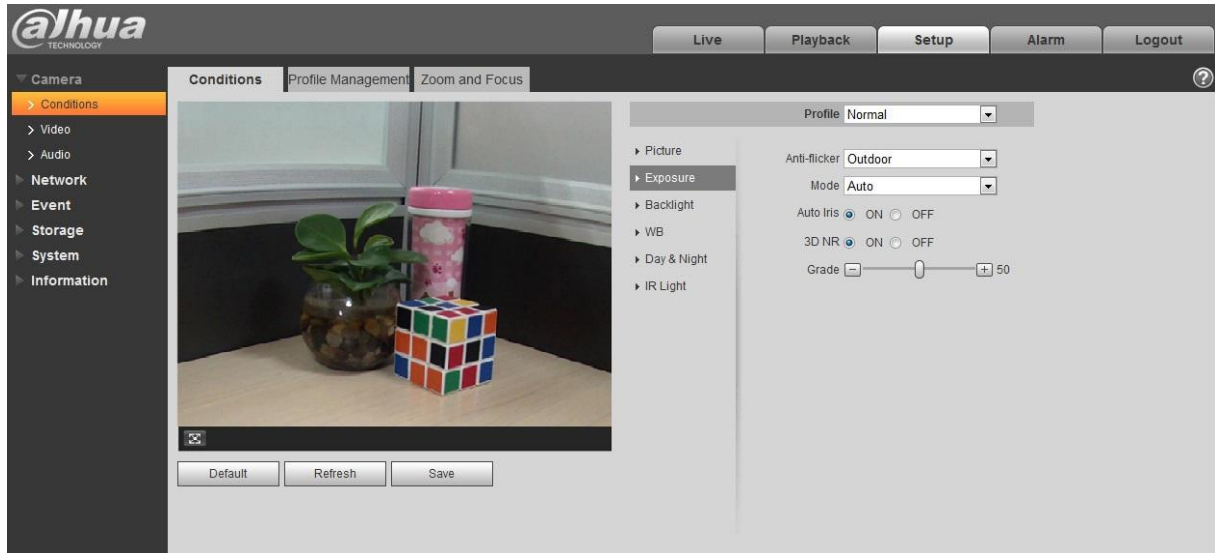 alhua
TECHNOLOGY
Live
Playback
Setup
Alarm
Logout
Camera
Conditions
Video
Audio
Network
Event
Storage
System
Information
Conditions
Profile Management
Zoom and Focus
?
Default
Refresh
Save
Profile Normal
Picture
Exposure
Backlight
WB
Day & Night
IR Light
Anti-flicker Outdoor
Mode Auto
Auto Iris ON OFF
3D NR ON OFF
Grade - + 50